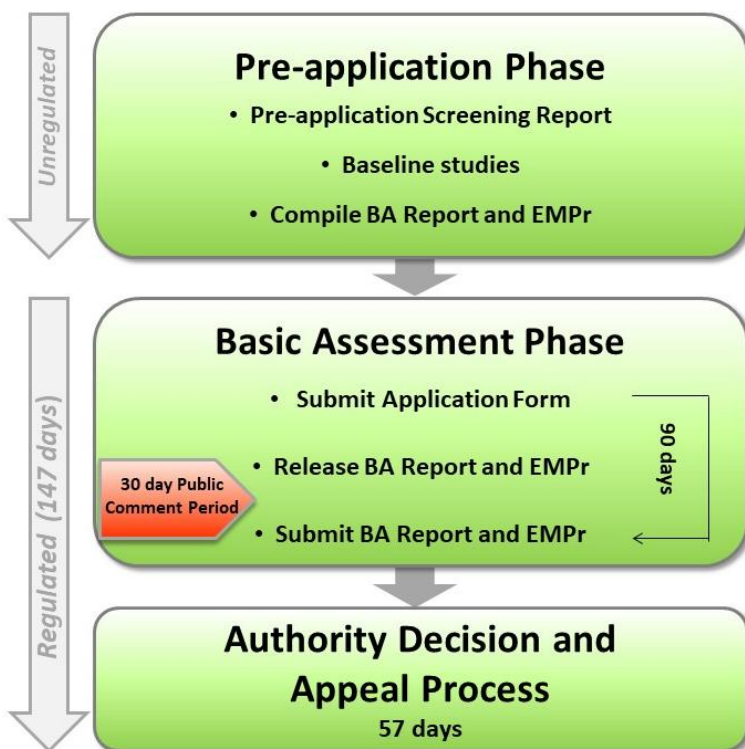 Unregulated
Pre-application Phase
• Pre-application Screening Report
• Baseline studies
• Compile BA Report and EMPr
Regulated (147 days)
Basic Assessment Phase
• Submit Application Form
• Release BA Report and EMPr
• Submit BA Report and EMPr
90 days
30 day Public
Comment Period
Authority Decision and
Appeal Process
57 days